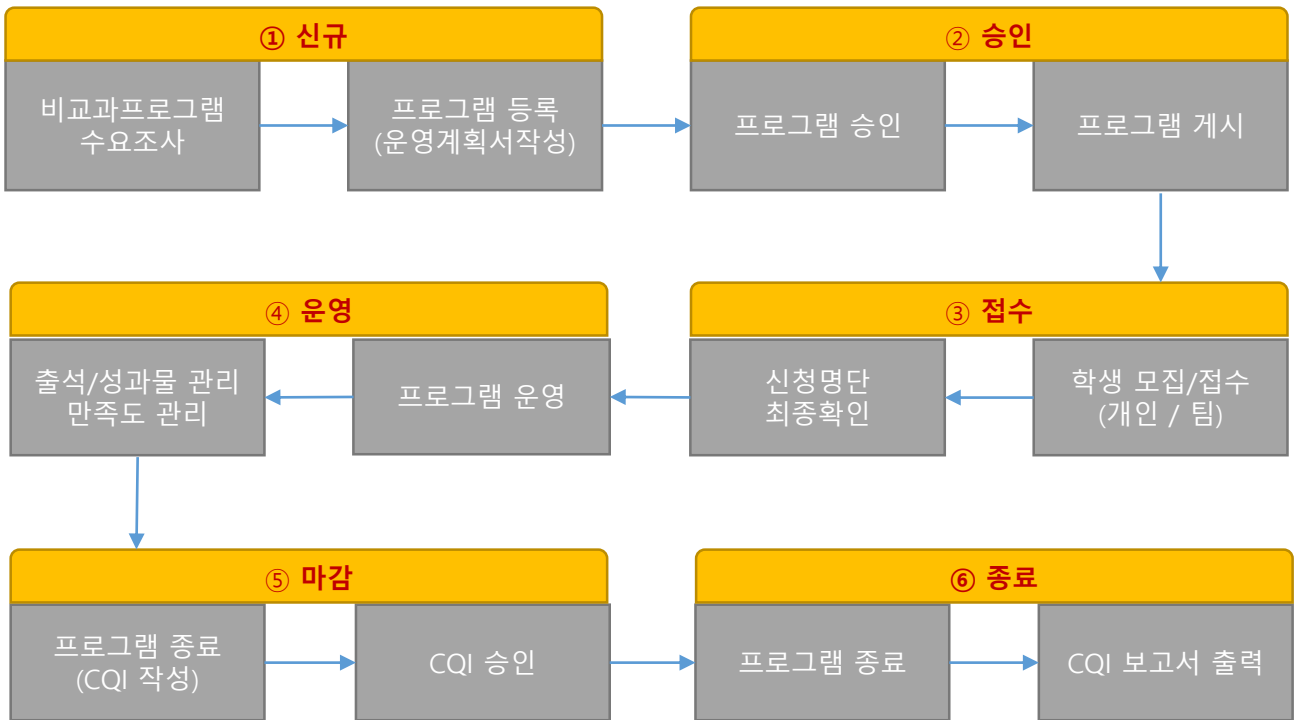 ① 신규
비교과프로그램
수요조사
프로그램 등록
(운영계획서작성)
② 승인
프로그램 승인
프로그램 게시
③ 접수
학생 모집/접수
(개인 / 팀)
신청명단
최종확인
④ 운영
프로그램 운영
출석/성과물 관리
만족도 관리
⑤ 마감
프로그램 종료
(CQI 작성)
CQI 승인
⑥ 종료
프로그램 종료
CQI 보고서 출력